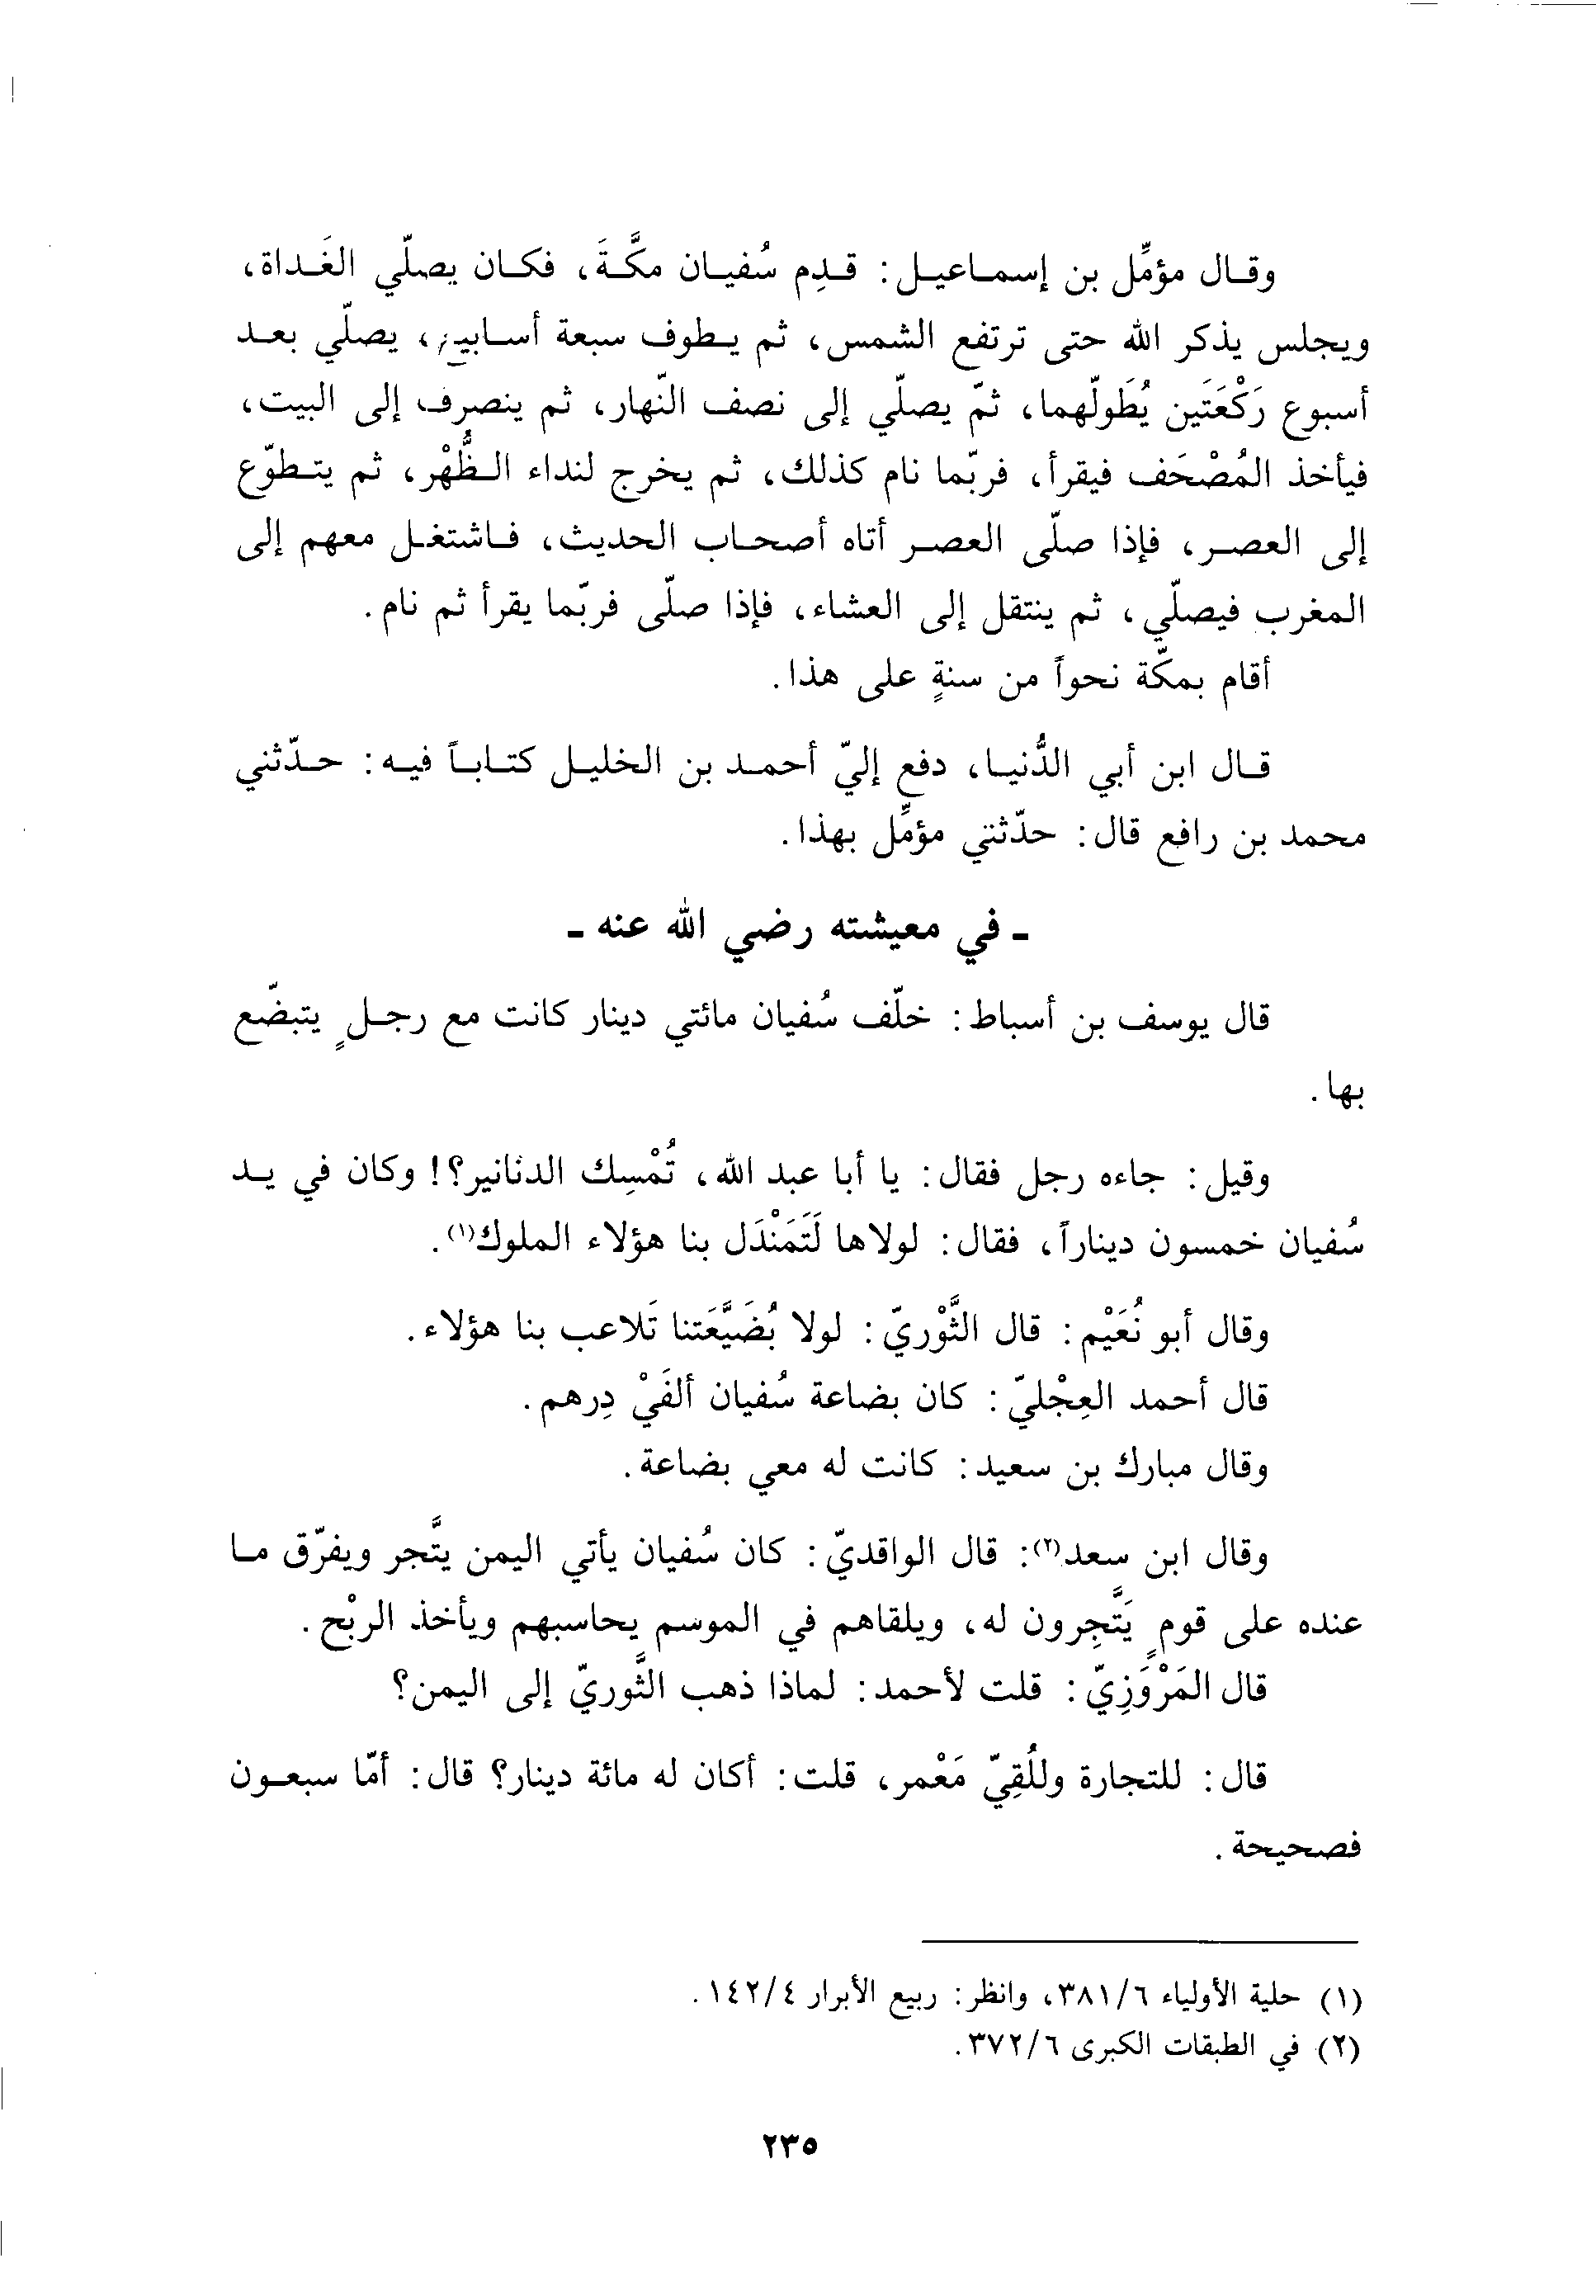 وقال مؤمِّل بن إسماعيل: قدِم سُفيان مكَّةَ، فكان يصلّي الغَداة،
ويجلس يذكر الله حتى ترتفع الشمس، ثم يطوف سبعة أسابيع، يصلّي بعد
أسبوع رَكْعَتَين يُطَولّهما، ثمّ يصلّي إلى نصف النّهار، ثم ينصرف إلى البيت،
فيأخذ المُصْحَف فيقرأ، فربّما نام كذلك، ثم يخرج لنداء الظُّهْر، ثم يتطوّع
إلى العصر، فإذا صلّى العصر أتاه أصحاب الحديث، فاشتغل معهم إلى
المغرب فيصلّي، ثم ينتقل إلى العشاء، فإذا صلّى فربّما يقرأ ثم نام.
أقام بمكّة نحواً من سنةٍ على هذا.
قال ابن أبي الدُّنيا، دفع إليّ أحمد بن الخليل كتاباً فيه: حدّثني
محمد بن رافع قال: حدّثني مؤمِّل بهذا.
ـ في معيشته رضي الله عنه ـ
قال يوسف بن أسباط: خلّف سُفيان مائتي دينار كانت مع رجلٍ يتبضّع
بها.
وقيل: جاءه رجل فقال: يا أبا عبد الله، تُمْسِك الدنانير؟! وكان في يد
سُفيان خمسون ديناراً، فقال: لولاها لَتَمَنْدَل بنا هؤلاء الملوك(١).
وقال أبو نُعَيْم: قال الثَّوْريّ: لولا بُضَيَّعَتنا تَلاعب بنا هؤلاء.
قال أحمد العِجْليّ: كان بضاعة سُفيان ألفَيْ دِرهم.
وقال مبارك بن سعيد: كانت له معي بضاعة.
وقال ابن سعد(٢): قال الواقديّ: كان سُفيان يأتي اليمن يتَّجر ويفرّق ما
عنده على قومٍ يَتَّجِرون له، ويلقاهم في الموسم يحاسبهم ويأخذ الربْح.
قال المَرْوَزِيّ: قلت لأحمد: لماذا ذهب الثَّوريّ إلى اليمن؟
قال: للتجارة وللُقِيّ مَعْمر، قلت: أكان له مائة دينار؟ قال: أمّا سبعون
فصحيحة.
(١) حلية الأولياء ٣٨١/٦، وانظر: ربيع الأبرار ١٤٢/٤.
(٢) في الطبقات الكبرى ٣٧٢/٦.
٢٣٥